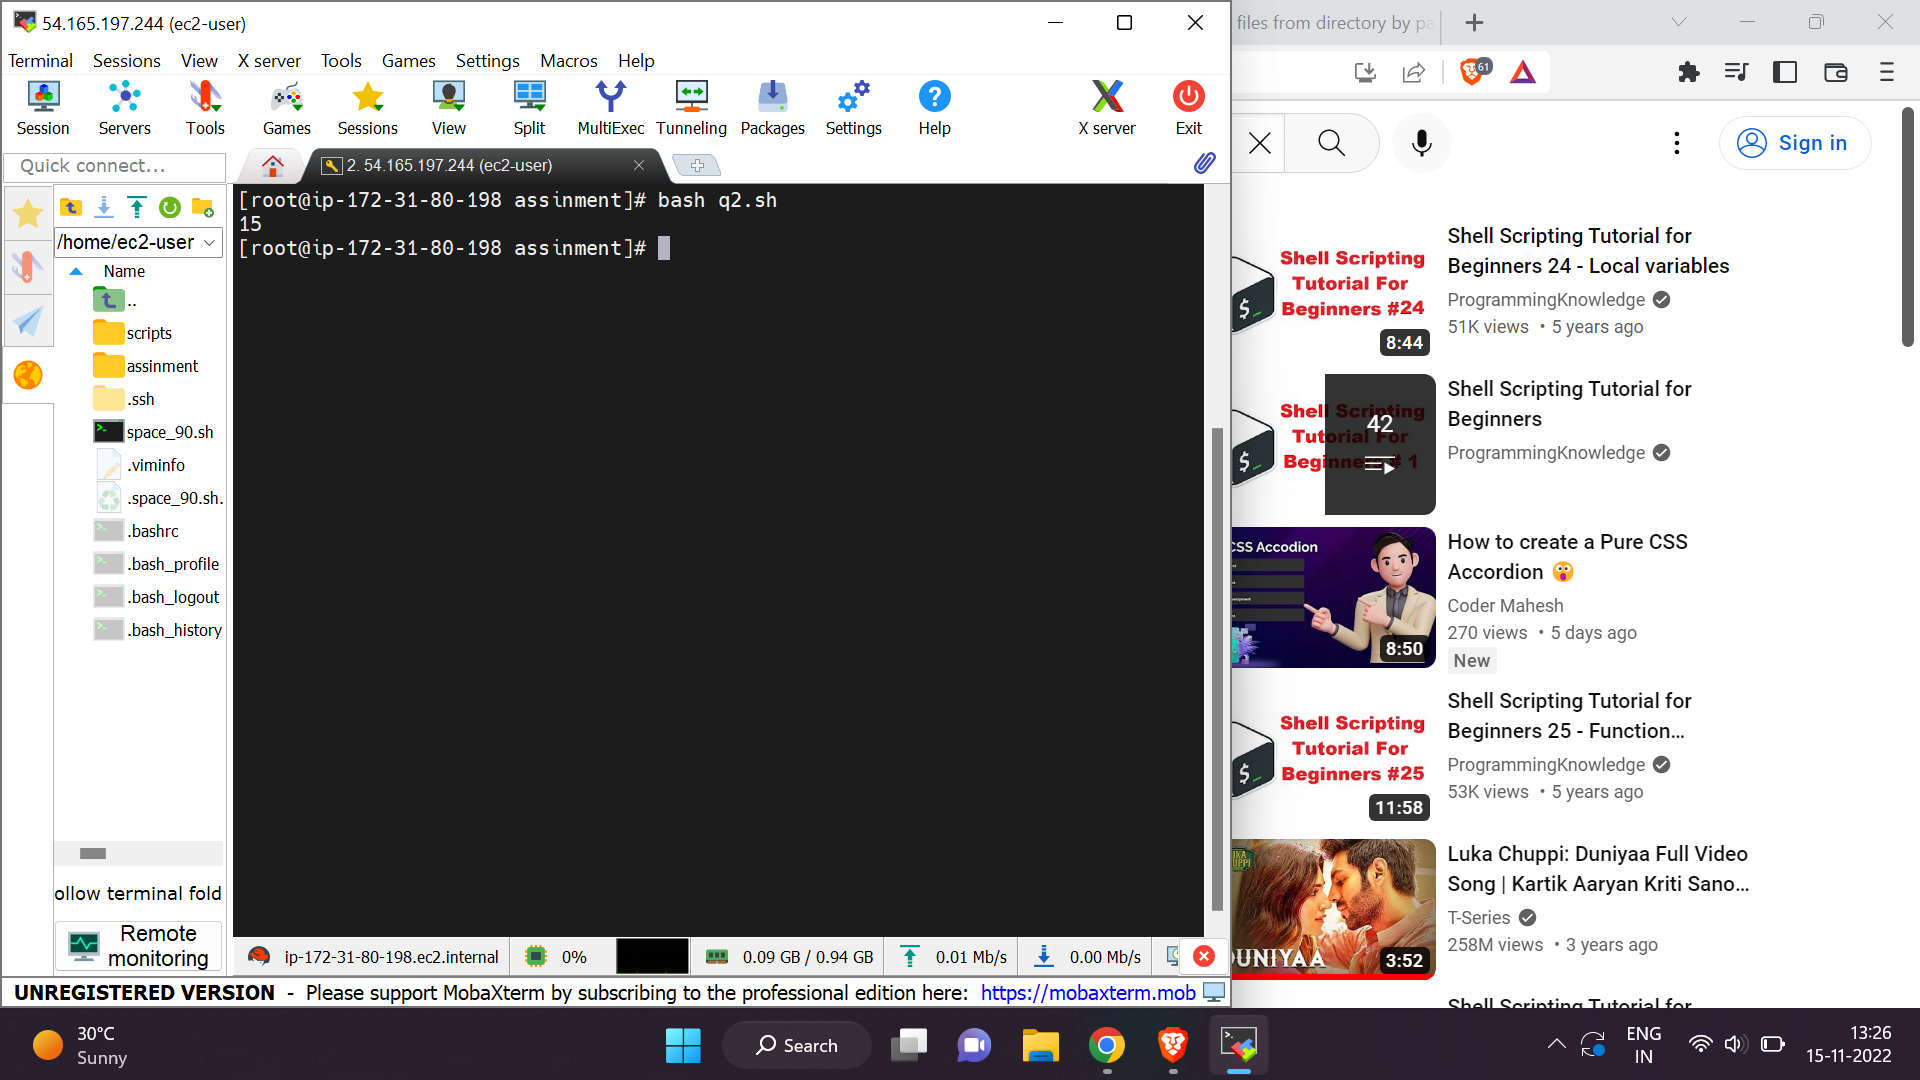 54.165.197.244 (ec2-user)
Terminal Sessions View X server Tools Games Settings Macros Help
Session Servers Tools Games Sessions View Split MultiExec Tunneling Packages Settings Help X server Exit
Quick connect...
2. 54.165.197.244 (ec2-user)
/home/ec2-user
Name
..
scripts
assinment
.ssh
space_90.sh
.viminfo
.space_90.sh.
.bashrc
.bash_profile
.bash_logout
.bash_history
ollow terminal fold
Remote
monitoring
[root@ip-172-31-80-198 assinment]# bash q2.sh
15
[root@ip-172-31-80-198 assinment]#
ip-172-31-80-198.ec2.internal 0% 0.09 GB / 0.94 GB 0.01 Mb/s 0.00 Mb/s
UNREGISTERED VERSION - Please support MobaXterm by subscribing to the professional edition here: https://mobaxterm.mob
files from directory by pa
61
Sign in
Shell Scripting
Tutorial For
Beginners #24
8:44
Shell Scripting Tutorial for
Beginners 24 - Local variables
ProgrammingKnowledge
51K views • 5 years ago
Shell Scripting
Tutorial For
Beginners # 1
42
Shell Scripting Tutorial for
Beginners
ProgrammingKnowledge
CSS Accodion
8:50
How to create a Pure CSS
Accordion 😲
Coder Mahesh
270 views • 5 days ago
New
Shell Scripting
Tutorial For
Beginners #25
11:58
Shell Scripting Tutorial for
Beginners 25 - Function...
ProgrammingKnowledge
53K views • 5 years ago
DUNIYAA
3:52
Luka Chuppi: Duniyaa Full Video
Song | Kartik Aaryan Kriti Sano...
T-Series
258M views • 3 years ago
Shell Scripting Tutorial for
30°C
Sunny
Search
ENG
IN
13:26
15-11-2022